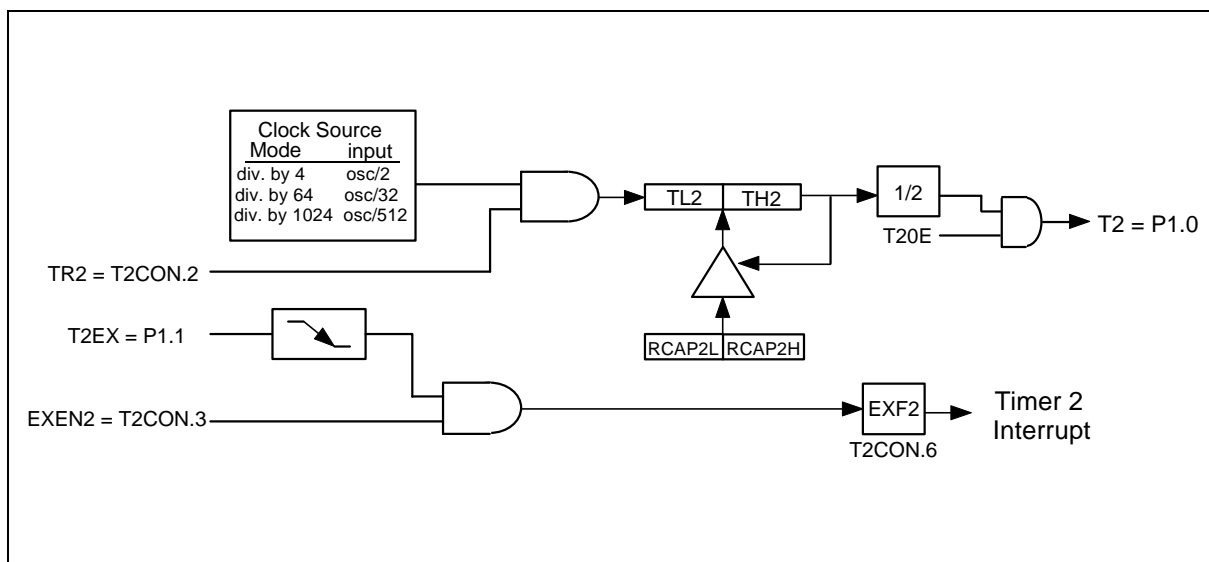 Clock Source
Mode input
div. by 4 osc/2
div. by 64 osc/32
div. by 1024 osc/512
TL2 TH2
1/2
T20E
T2 = P1.0
TR2 = T2CON.2
T2EX = P1.1
RCAP2L RCAP2H
EXEN2 = T2CON.3
EXF2
T2CON.6
Timer 2
Interrupt